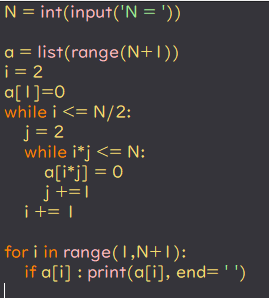 N = int(input('N = '))
a = list(range(N+1))
i = 2
a[1]=0
while i <= N/2:
    j = 2
    while i*j <= N:
        a[i*j] = 0
        j +=1
    i += 1
for i in range(1,N+1):
    if a[i] : print(a[i], end= ' ')